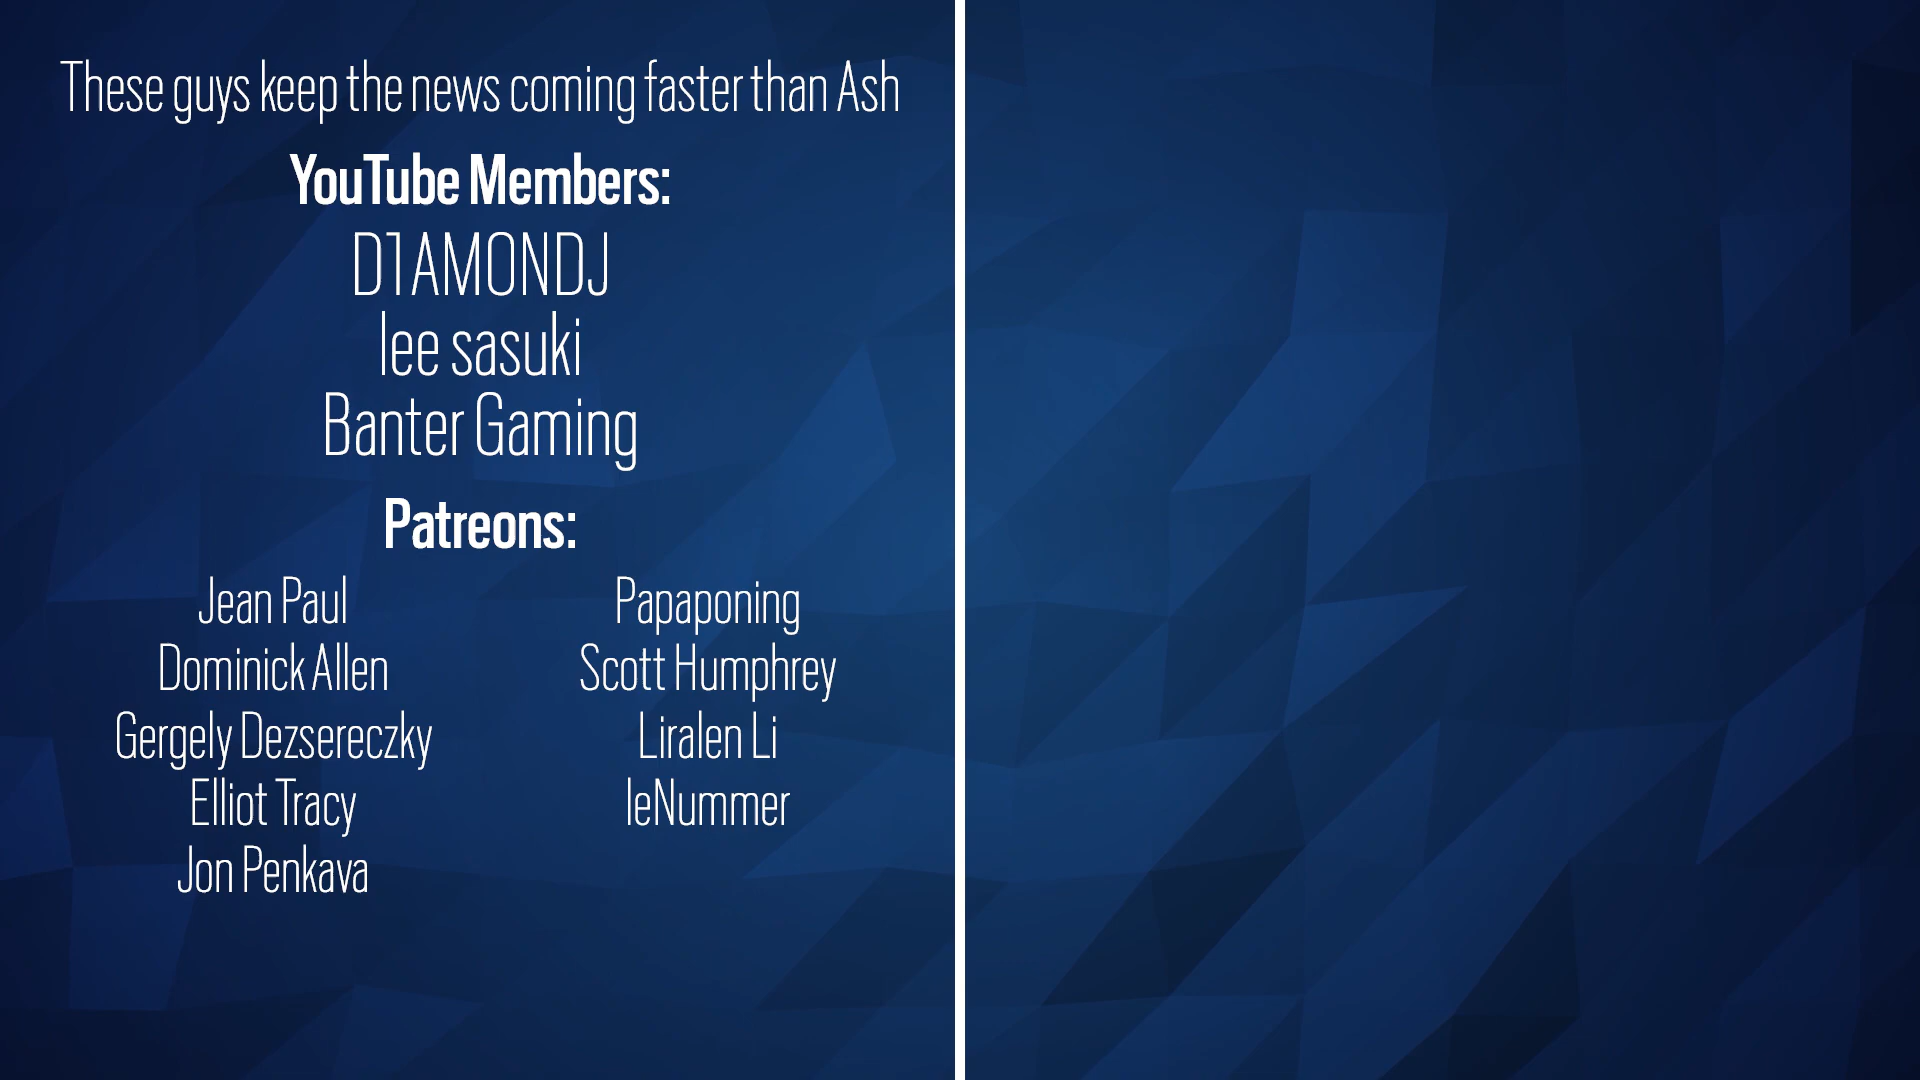 These guys keep the news coming faster than Ash
YouTube Members:
D1AMONDJ
lee sasuki
Banter Gaming
Patreons:
Jean Paul
Dominick Allen
Gergely Dezsereczky
Elliot Tracy
Jon Penkava
Papaponing
Scott Humphrey
Liralen Li
leNummer